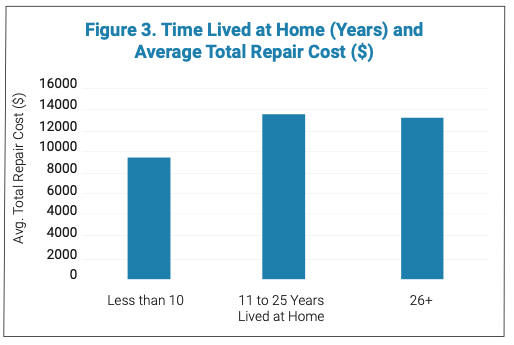 Figure 3. Time Lived at Home (Years) and
Average Total Repair Cost ($)
Avg. Total Repair Cost ($)
16000
14000
12000
10000
8000
6000
4000
4000
2000
0
Less than 10
11 to 25 Years
26+
Lived at Home